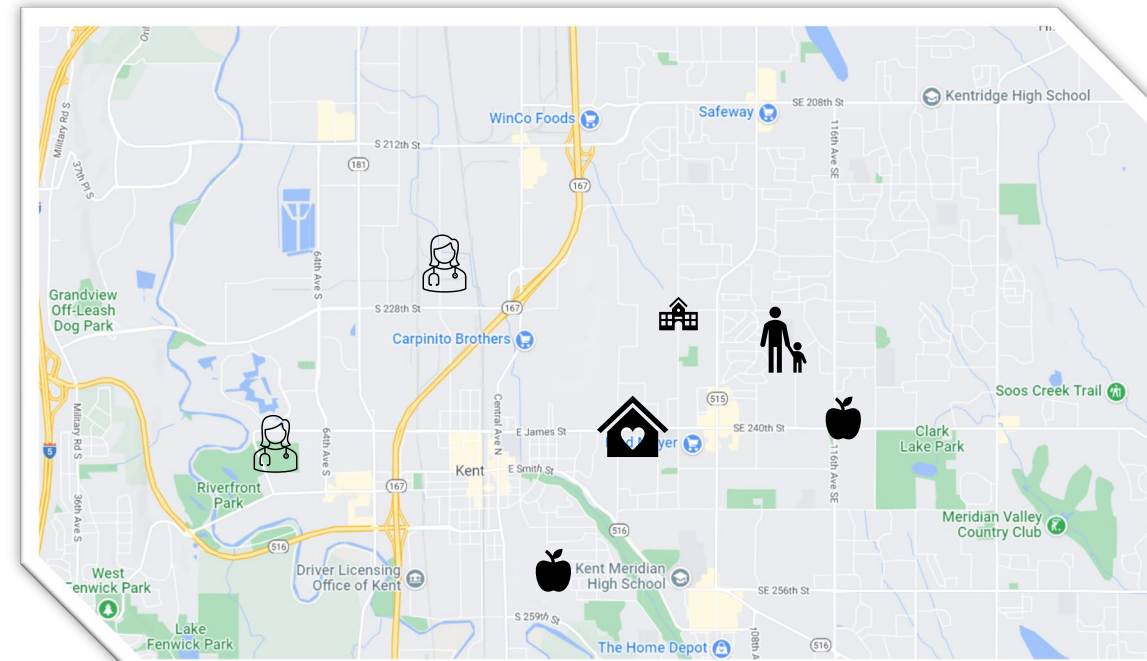 Military Rd S
37th Pl S
WinCo Foods
Safeway
SE 208th St
Kentridge High School
S 212th St
181
116th Ave SE
167
64th Ave S
Grandview
Off-Leash
Dog Park
S 228th St
167
Carpinito Brothers
Military Rd S
5
64th Ave S
Central Ave N
E James St
515
SE 240th St
116th Ave SE
Soos Creek Trail
Clark
Lake Park
Kent
E Smith St
167
Riverfront
Park
36th Ave S
516
516
Meridian Valley
Country Club
West
Fenwick Park
Driver Licensing
Office of Kent
Kent Meridian
High School
SE 256th St
S 259th St
Lake
Fenwick Park
The Home Depot
516